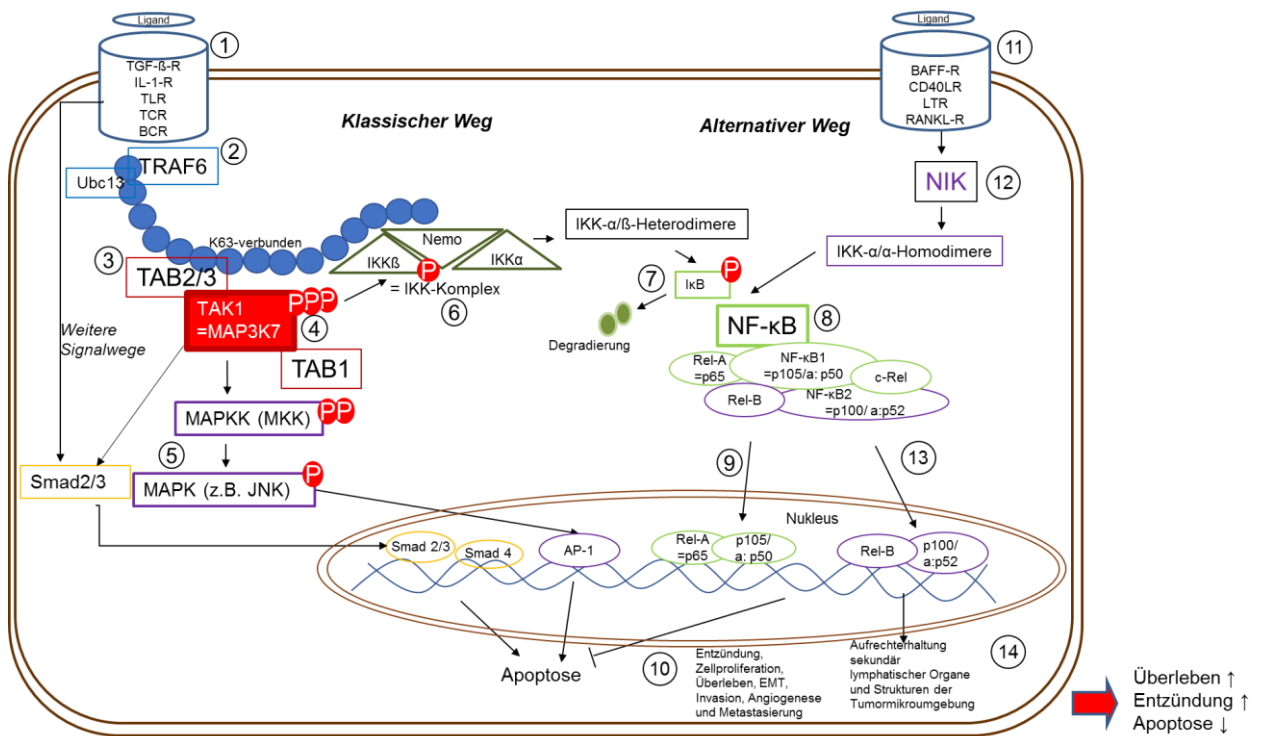 Ligand
1
TGF-ß-R
IL-1-R
TLR
TCR
BCR
Klassischer Weg
Alternativer Weg
Ligand
11
BAFF-R
CD40LR
LTR
RANKL-R
2
TRAF6
Ubc13
K63-verbunden
3
TAB2/3
TAK1
=MAP3K7
PPP
4
TAB1
Nemo
IKKß
P
IKKα
= IKK-Komplex
6
IKK-α/ß-Heterodimere
7
IκB
P
Degradierung
NIK
12
IKK-α/α-Homodimere
NF-κB
8
Rel-A
=p65
NF-κB1
=p105/a: p50
c-Rel
Rel-B
NF-κB2
=p100/ a:p52
Weitere
Signalwege
MAPKK (MKK)
PP
5
Smad2/3
MAPK (z.B. JNK)
P
9
13
Nukleus
Smad 2/3
Smad 4
AP-1
Rel-A
=p65
p105/
a: p50
Rel-B
p100/
a:p52
Apoptose
10
Entzündung,
Zellproliferation,
Überleben, EMT,
Invasion, Angiogenese
und Metastasierung
Aufrechterhaltung
sekundär
lymphatischer Organe
und Strukturen der
Tumormikroumgebung
14
Überleben ↑
Entzündung ↑
Apoptose ↓